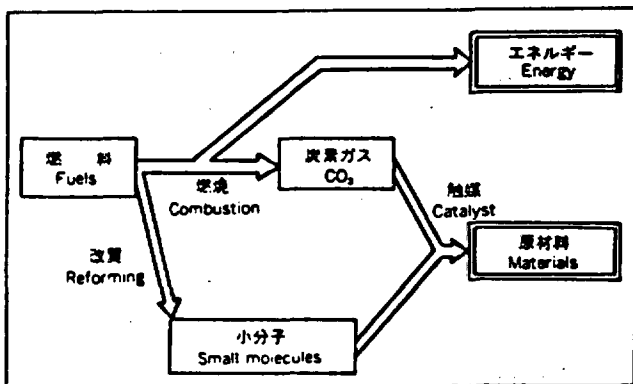 エネルギー
Energy
燃 料
Fuels
炭素ガス
CO₂
燃焼
Combustion
触媒
Catalyst
改質
Reforming
原材料
Materials
小分子
Small molecules